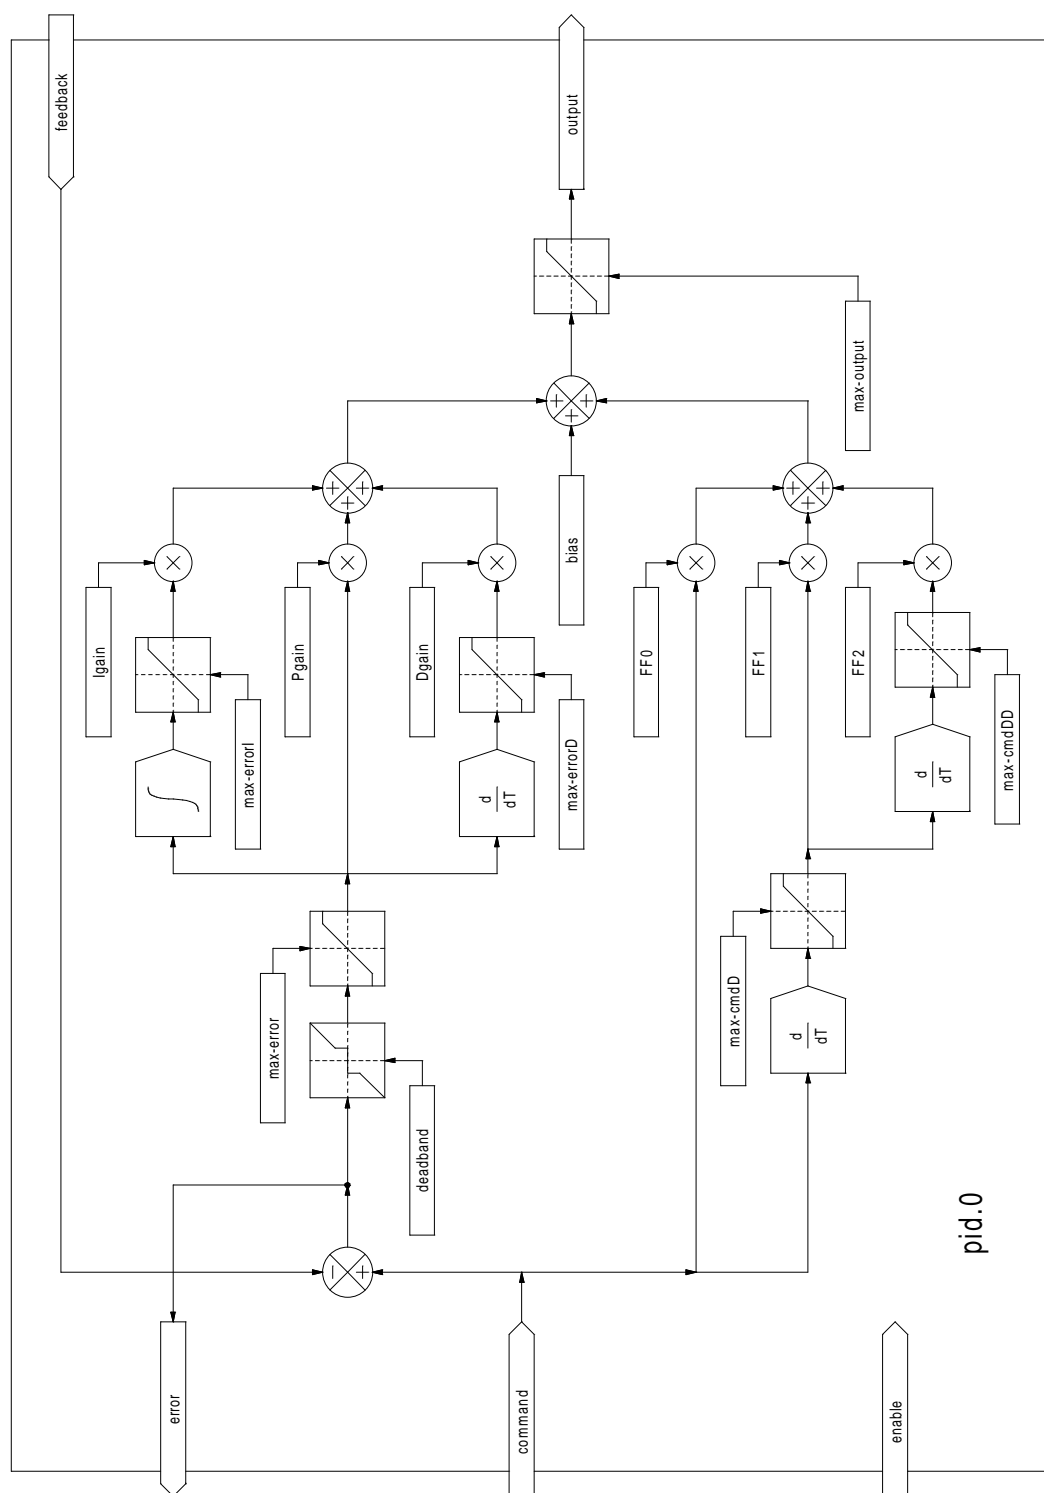 feedback
output
max-output
Igain
Pgain
Dgain
bias
FF0
FF1
FF2
max-errorI
max-errorD
max-cmdDD
d
dT
d
dT
max-error
max-cmdD
d
dT
deadband
pid.0
error
command
enable